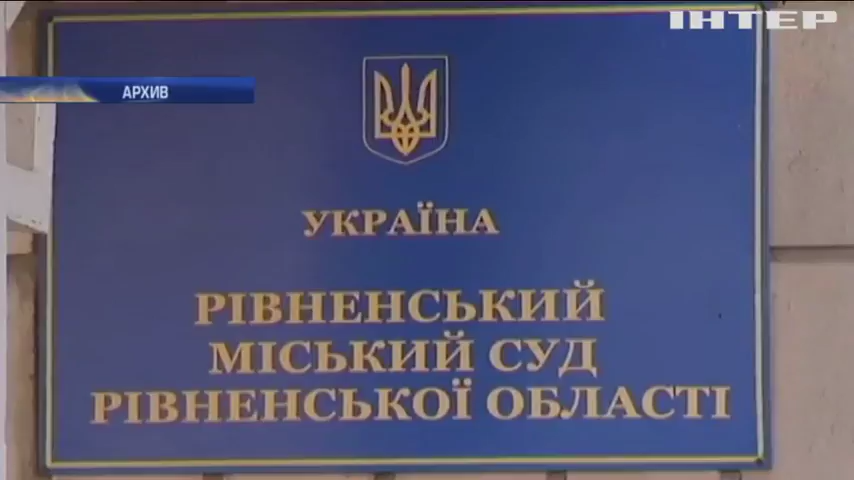 ІНТЕР
АРХИВ
УКРАЇНА
РІВНЕНСЬКИЙ
МІСЬКИЙ СУД
РІВНЕНСЬКОЇ ОБЛАСТІ